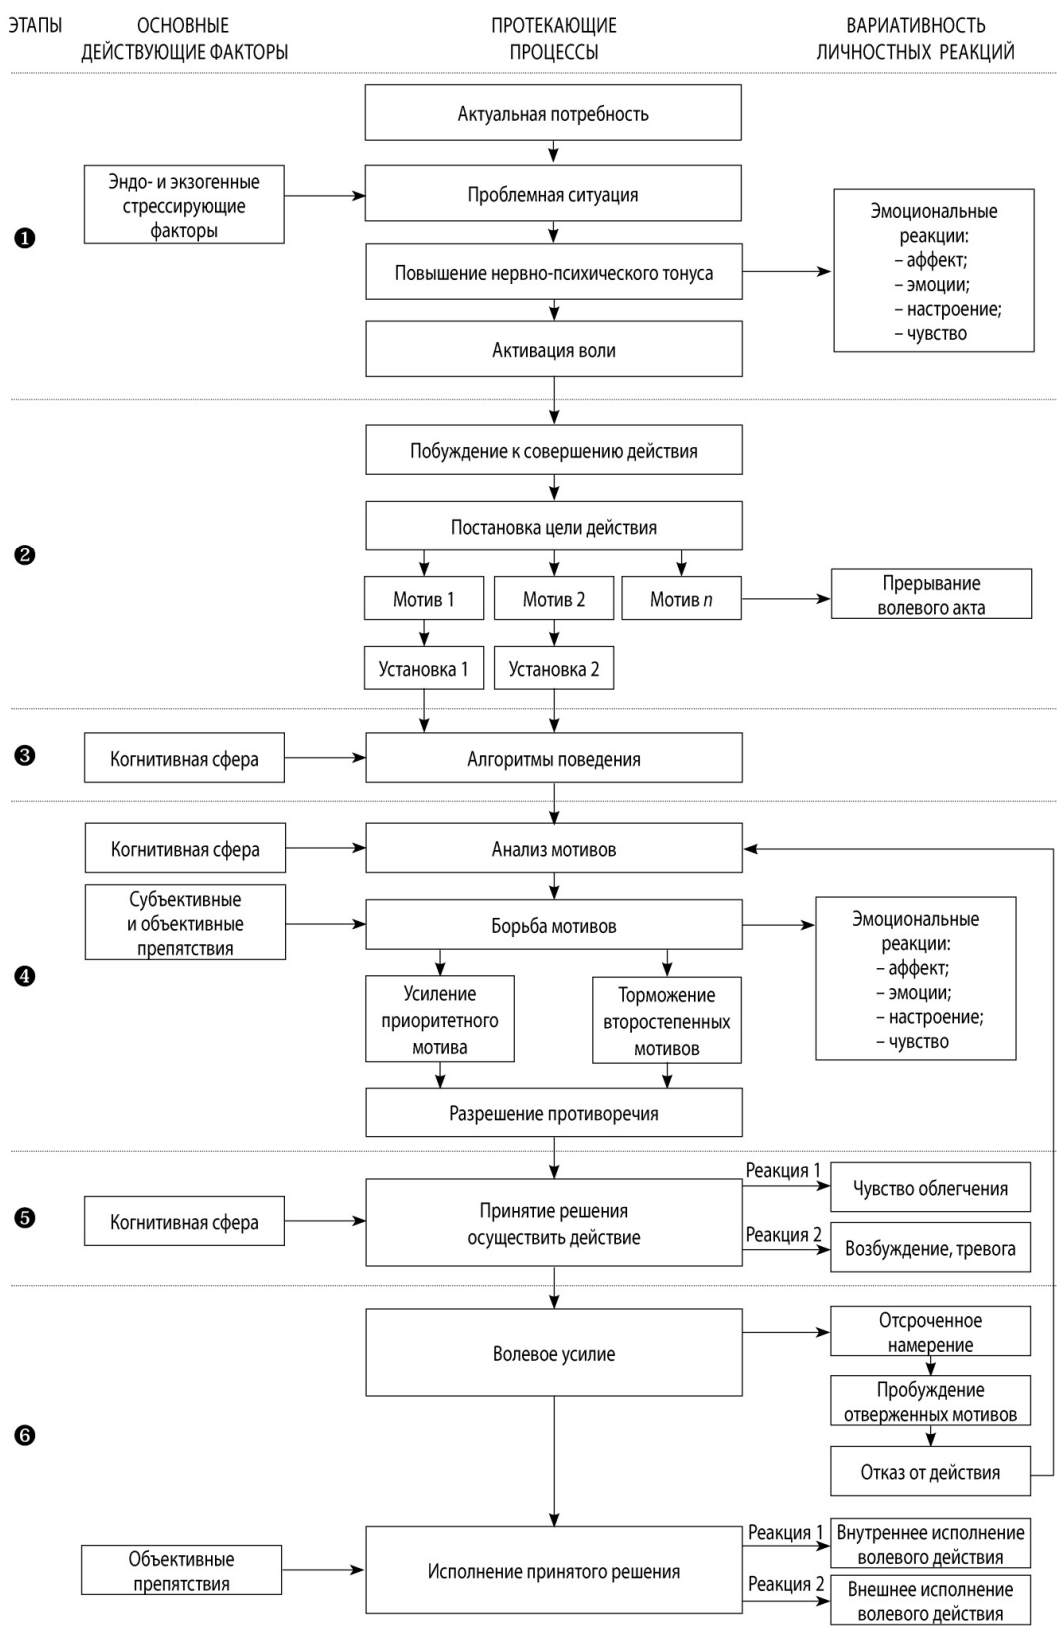 ЭТАПЫ
ОСНОВНЫЕ
ДЕЙСТВУЮЩИЕ ФАКТОРЫ
ПРОТЕКАЮЩИЕ
ПРОЦЕССЫ
ВАРИАТИВНОСТЬ
ЛИЧНОСТНЫХ РЕАКЦИЙ
1
Эндо- и экзогенные
стрессирующие
факторы
Актуальная потребность
Проблемная ситуация
Повышение нервно-психического тонуса
Активация воли
Эмоциональные
реакции:
– аффект;
– эмоции;
– настроение;
– чувство
2
Побуждение к совершению действия
Постановка цели действия
Мотив 1
Мотив 2
Мотив n
Прерывание
волевого акта
Установка 1
Установка 2
3
Когнитивная сфера
Алгоритмы поведения
4
Когнитивная сфера
Анализ мотивов
Субъективные
и объективные
препятствия
Борьба мотивов
Эмоциональные
реакции:
– аффект;
– эмоции;
– настроение;
– чувство
Усиление
приоритетного
мотива
Торможение
второстепенных
мотивов
Разрешение противоречия
5
Когнитивная сфера
Принятие решения
осуществить действие
Реакция 1
Чувство облегчения
Реакция 2
Возбуждение, тревога
6
Волевое усилие
Отсроченное
намерение
Пробуждение
отверженных мотивов
Отказ от действия
Объективные
препятствия
Исполнение принятого решения
Реакция 1
Внутреннее исполнение
волевого действия
Реакция 2
Внешнее исполнение
волевого действия